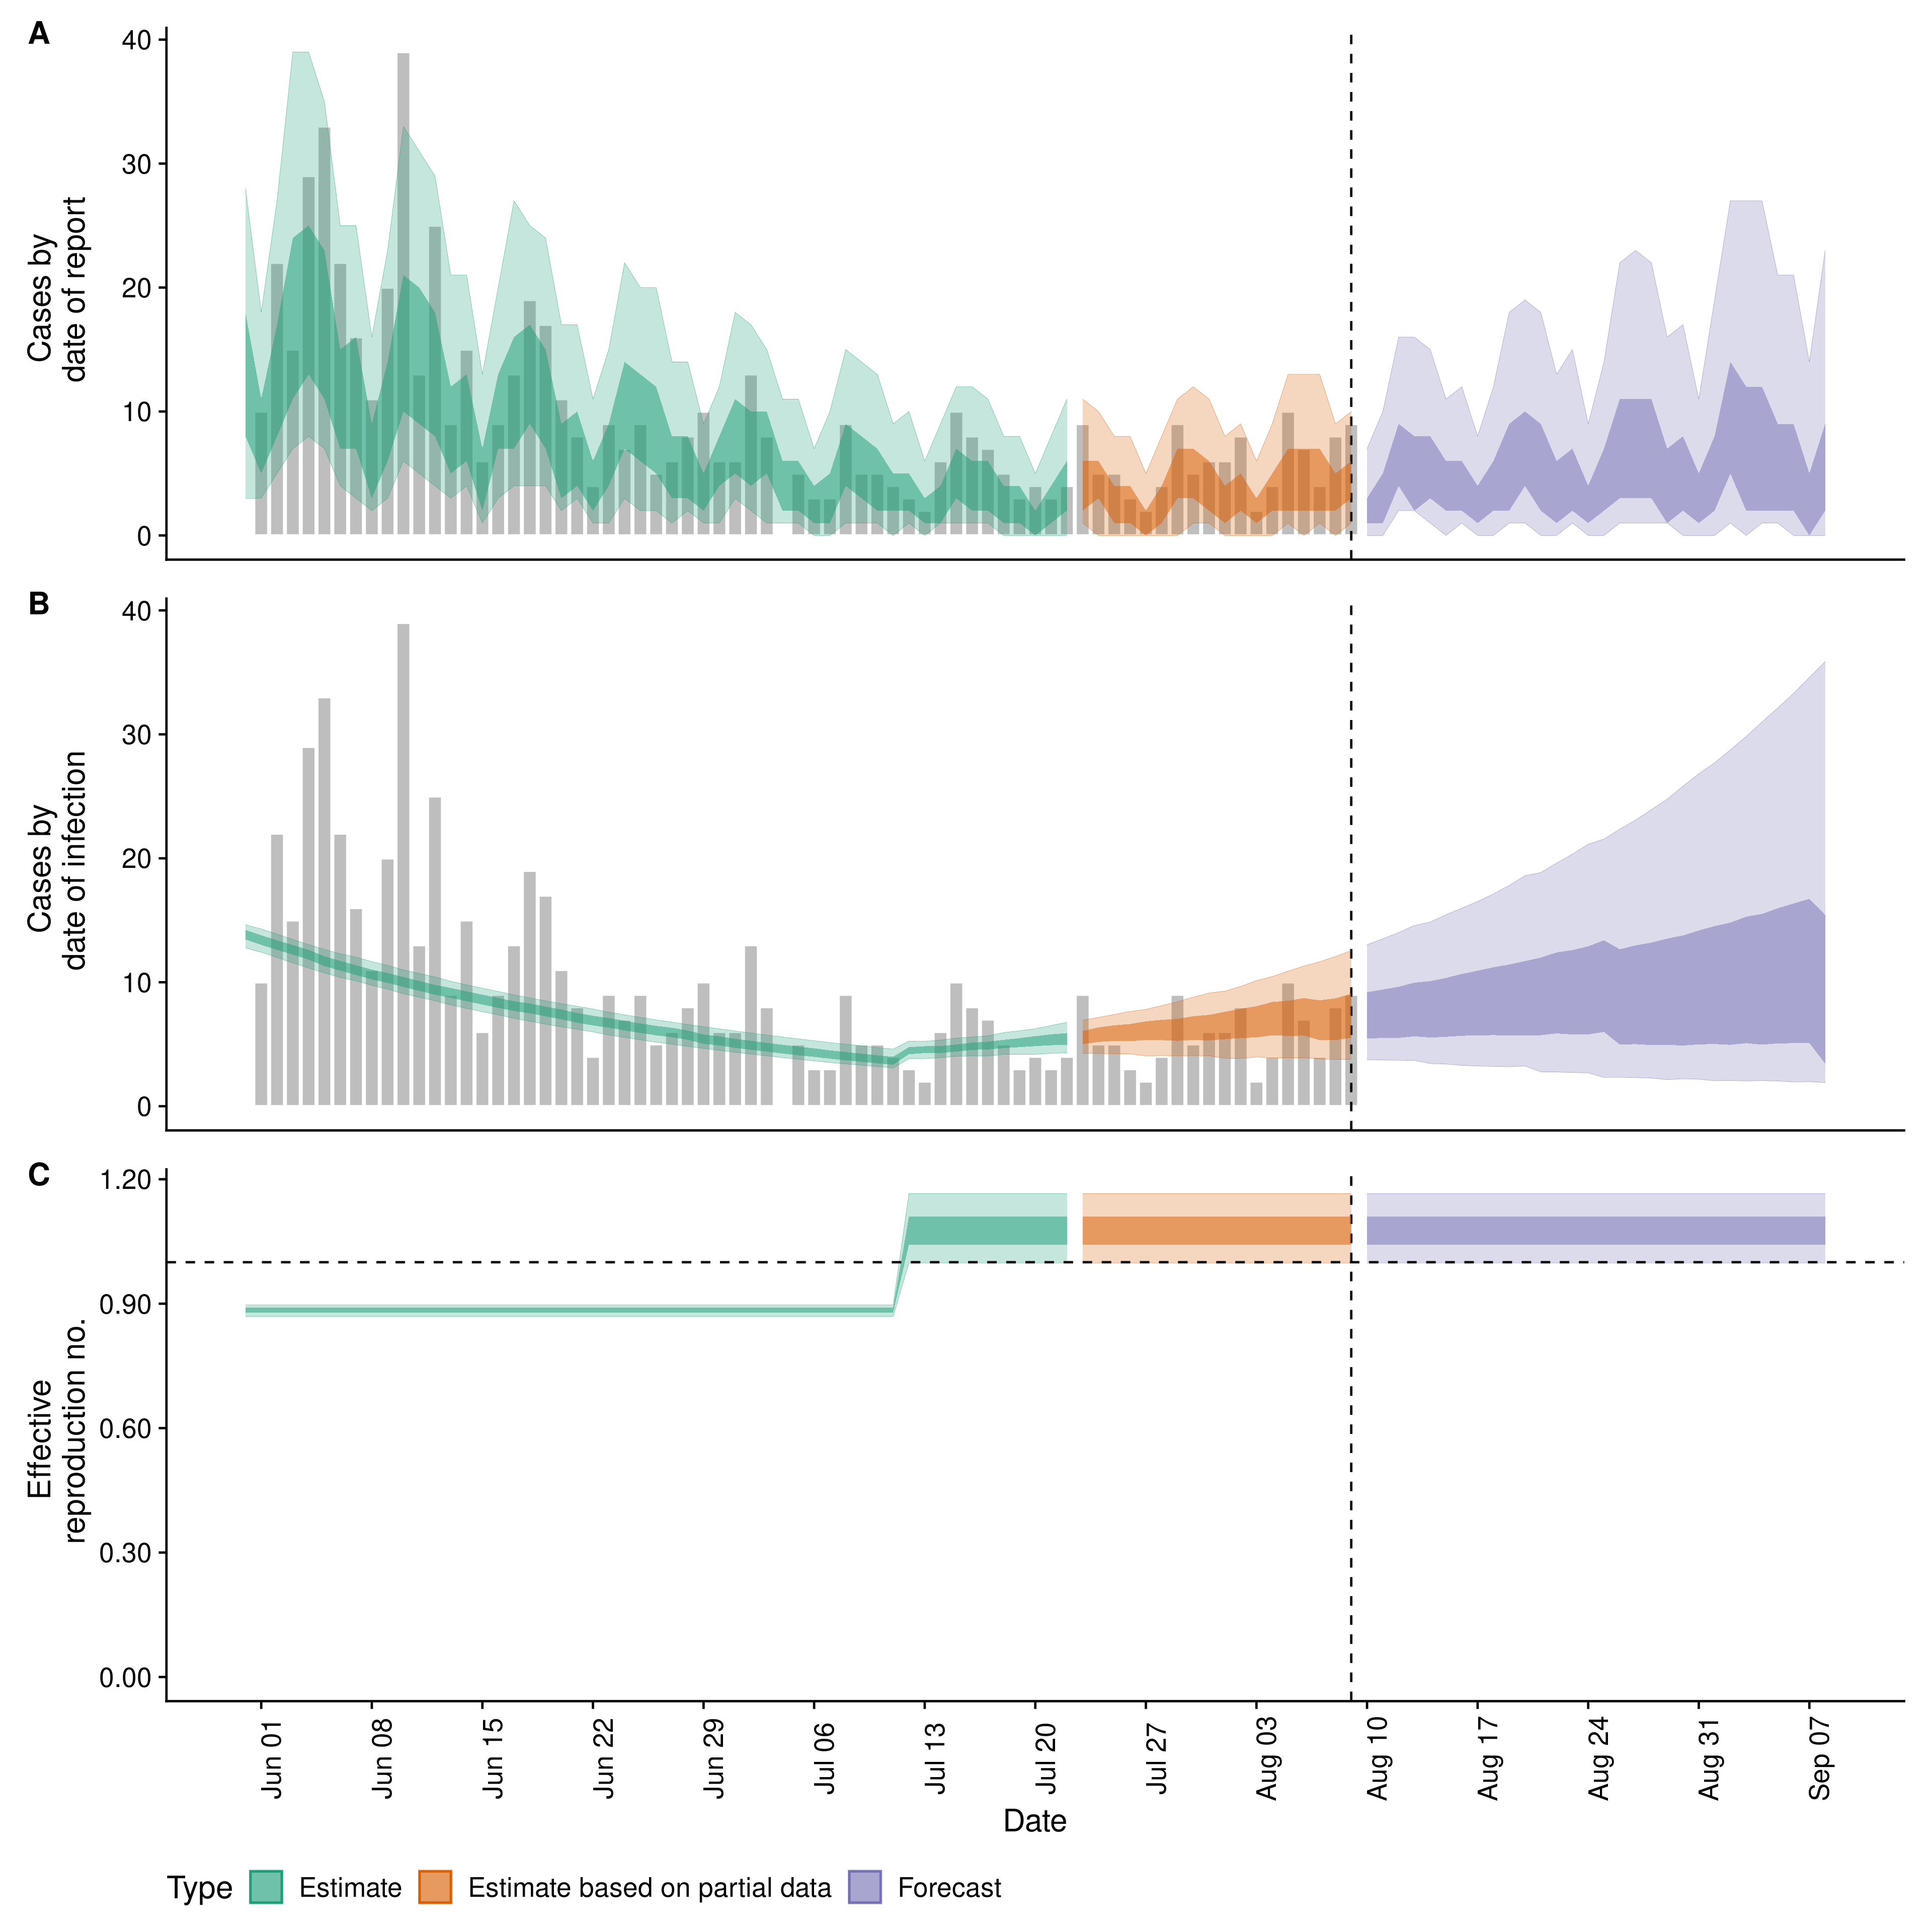 A
40
30
20
10
0
Cases by
date of report
B
40
30
20
10
0
Cases by
date of infection
C
1.20
0.90
0.60
0.30
0.00
Effective
reproduction no.
Jun 01
Jun 08
Jun 15
Jun 22
Jun 29
Jul 06
Jul 13
Jul 20
Jul 27
Aug 03
Aug 10
Aug 17
Aug 24
Aug 31
Sep 07
Date
Type Estimate Estimate based on partial data Forecast